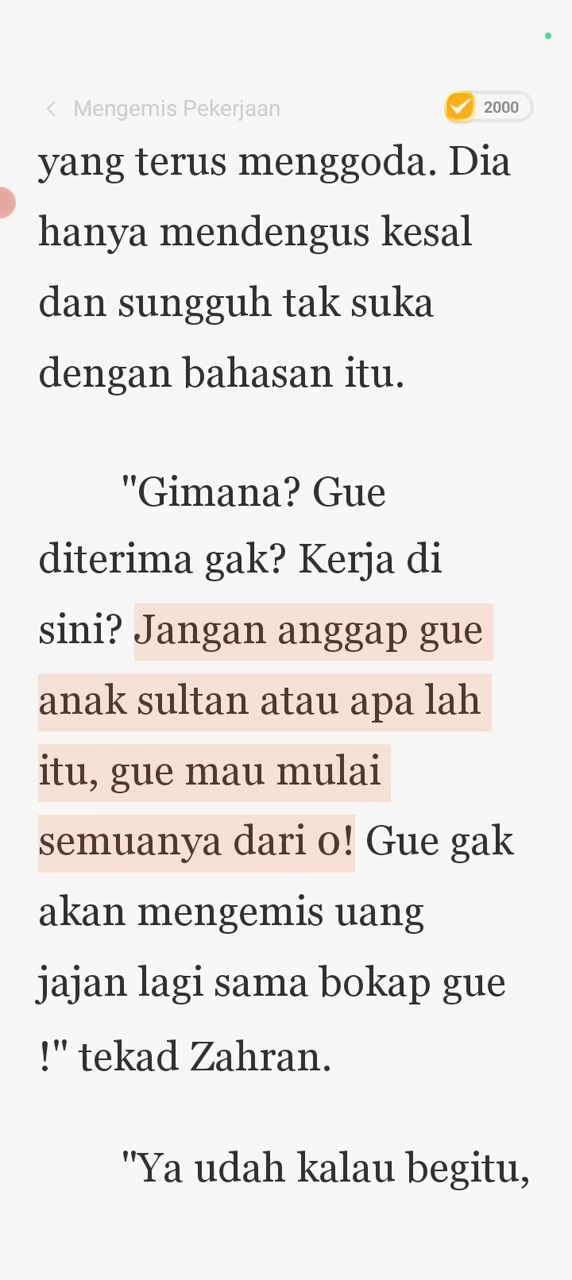 Mengemis Pekerjaan
2000
yang terus menggoda. Dia
hanya mendengus kesal
dan sungguh tak suka
dengan bahasan itu.
"Gimana? Gue
diterima gak? Kerja di
sini? Jangan anggap gue
anak sultan atau apa lah
itu, gue mau mulai
semuanya dari 0! Gue gak
akan mengemis uang
jajan lagi sama bokap gue
!" tekad Zahran.
"Ya udah kalau begitu,